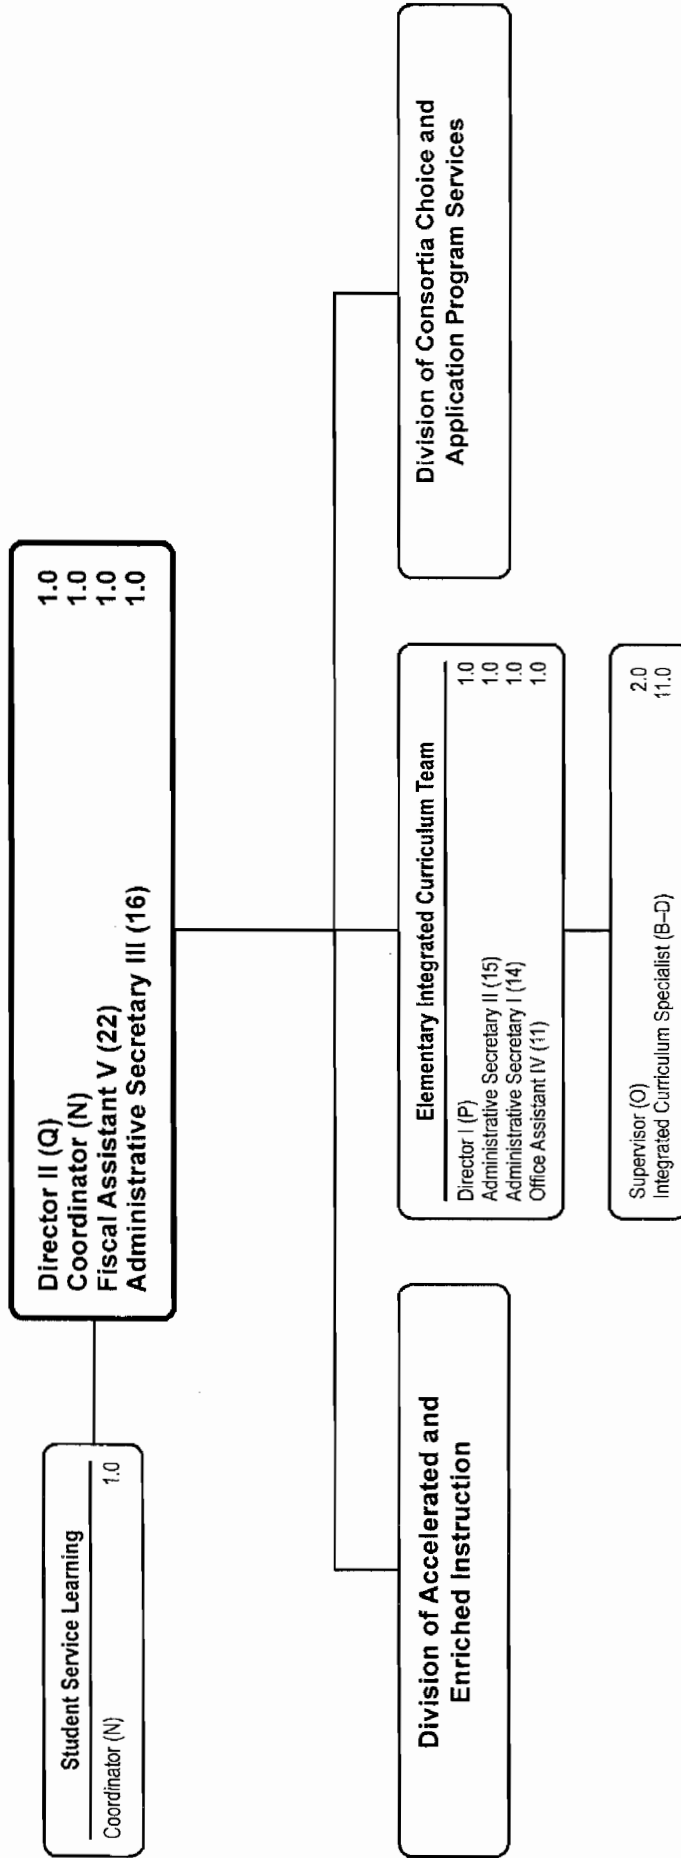 Director II (Q) 1.0
Coordinator (N) 1.0
Fiscal Assistant V (22) 1.0
Administrative Secretary III (16) 1.0
Student Service Learning
Coordinator (N) 1.0
Division of Accelerated and
Enriched Instruction
Elementary Integrated Curriculum Team
Director I (P) 1.0
Administrative Secretary II (15) 1.0
Administrative Secretary I (14) 1.0
Office Assistant IV (11) 1.0
Supervisor (O) 2.0
Integrated Curriculum Specialist (B–D) 11.0
Division of Consortia Choice and
Application Program Services